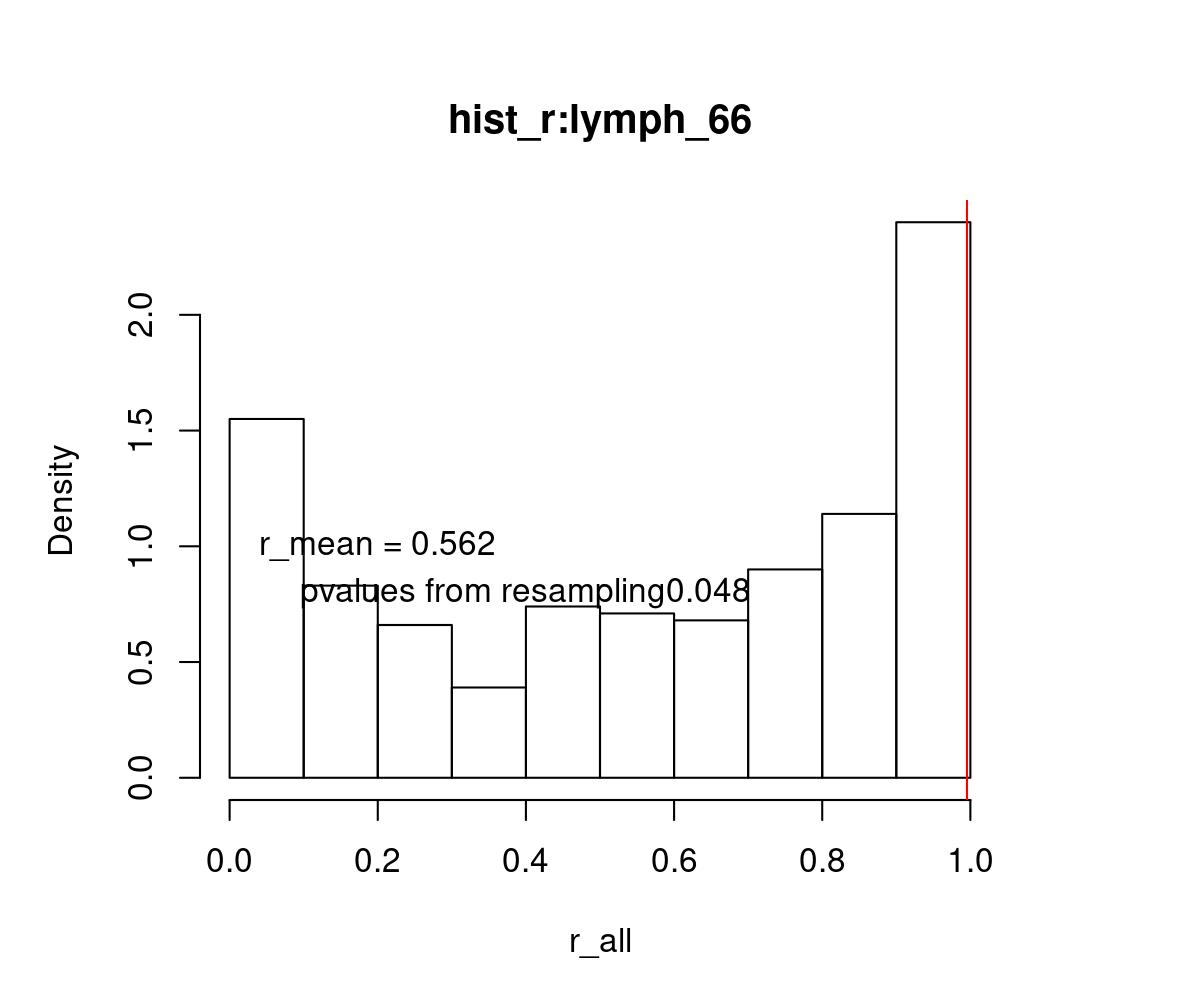 hist_r:lymph_66
Density
2.0
1.5
1.0
0.5
0.0
r_mean = 0.562
pvalues from resampling0.048
0.0 0.2 0.4 0.6 0.8 1.0
r_all